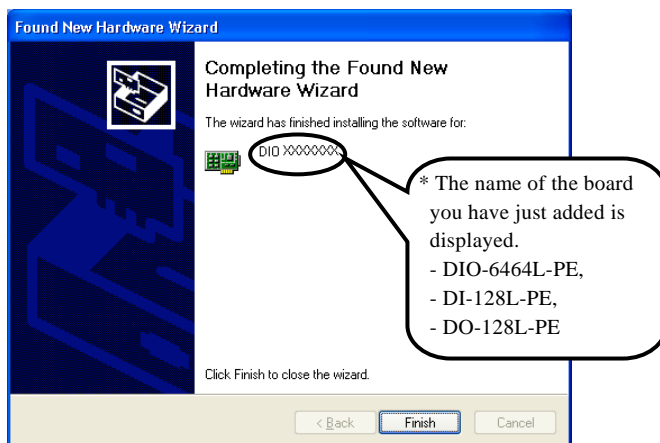 Found New Hardware Wizard
Completing the Found New
Hardware Wizard
The wizard has finished installing the software for:
DIO XXXXXXX
* The name of the board
you have just added is
displayed.
- DIO-6464L-PE,
- DI-128L-PE,
- DO-128L-PE
Click Finish to close the wizard.
< Back
Finish
Cancel